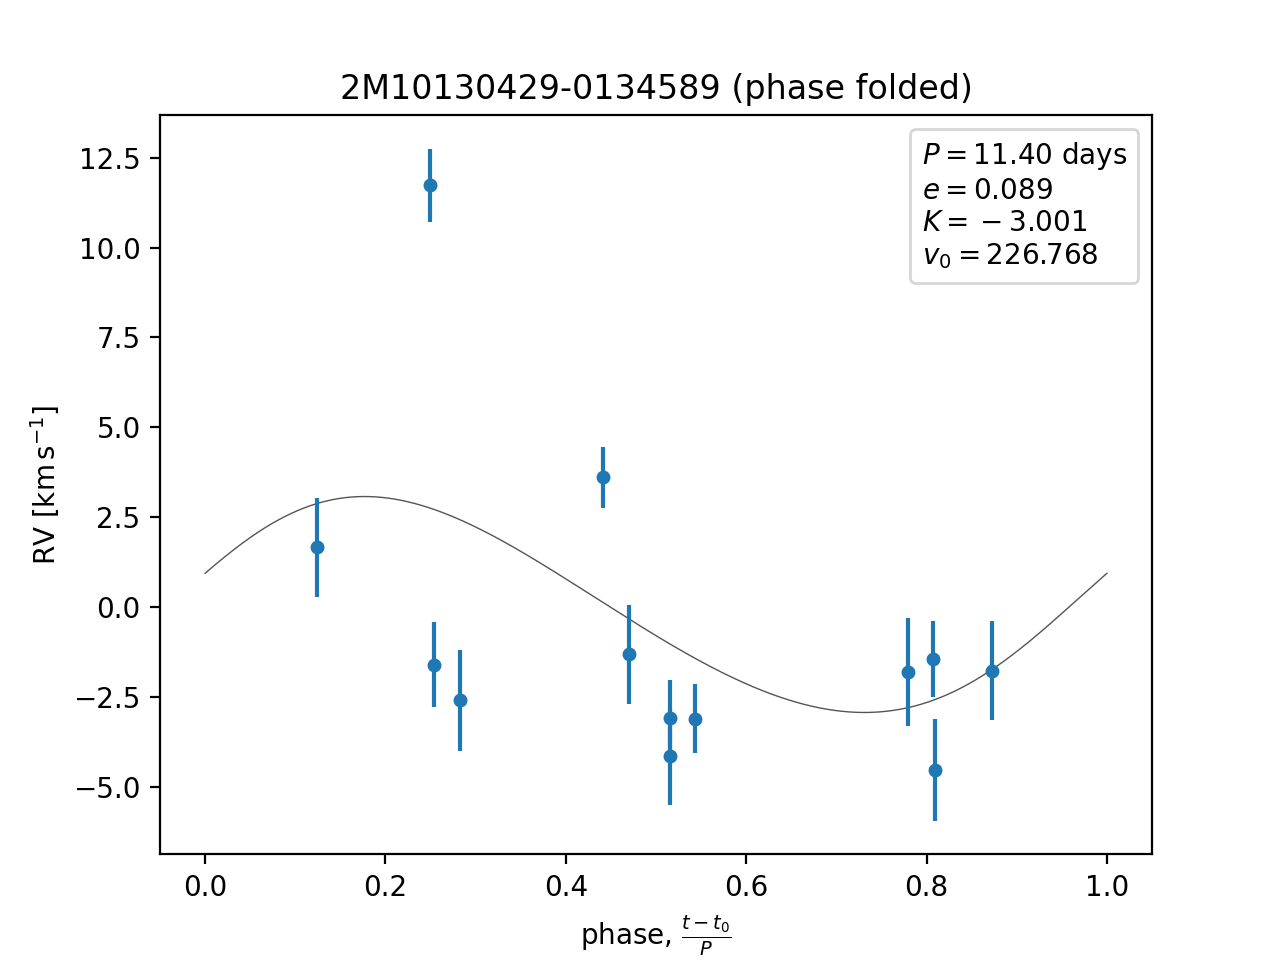 2M10130429-0134589 (phase folded)
P = 11.40 days
e = 0.089
K = −3.001
v₀ = 226.768
12.5
10.0
7.5
5.0
2.5
0.0
−2.5
−5.0
RV [km s⁻¹]
0.0 0.2 0.4 0.6 0.8 1.0
phase, (t − t₀)/P